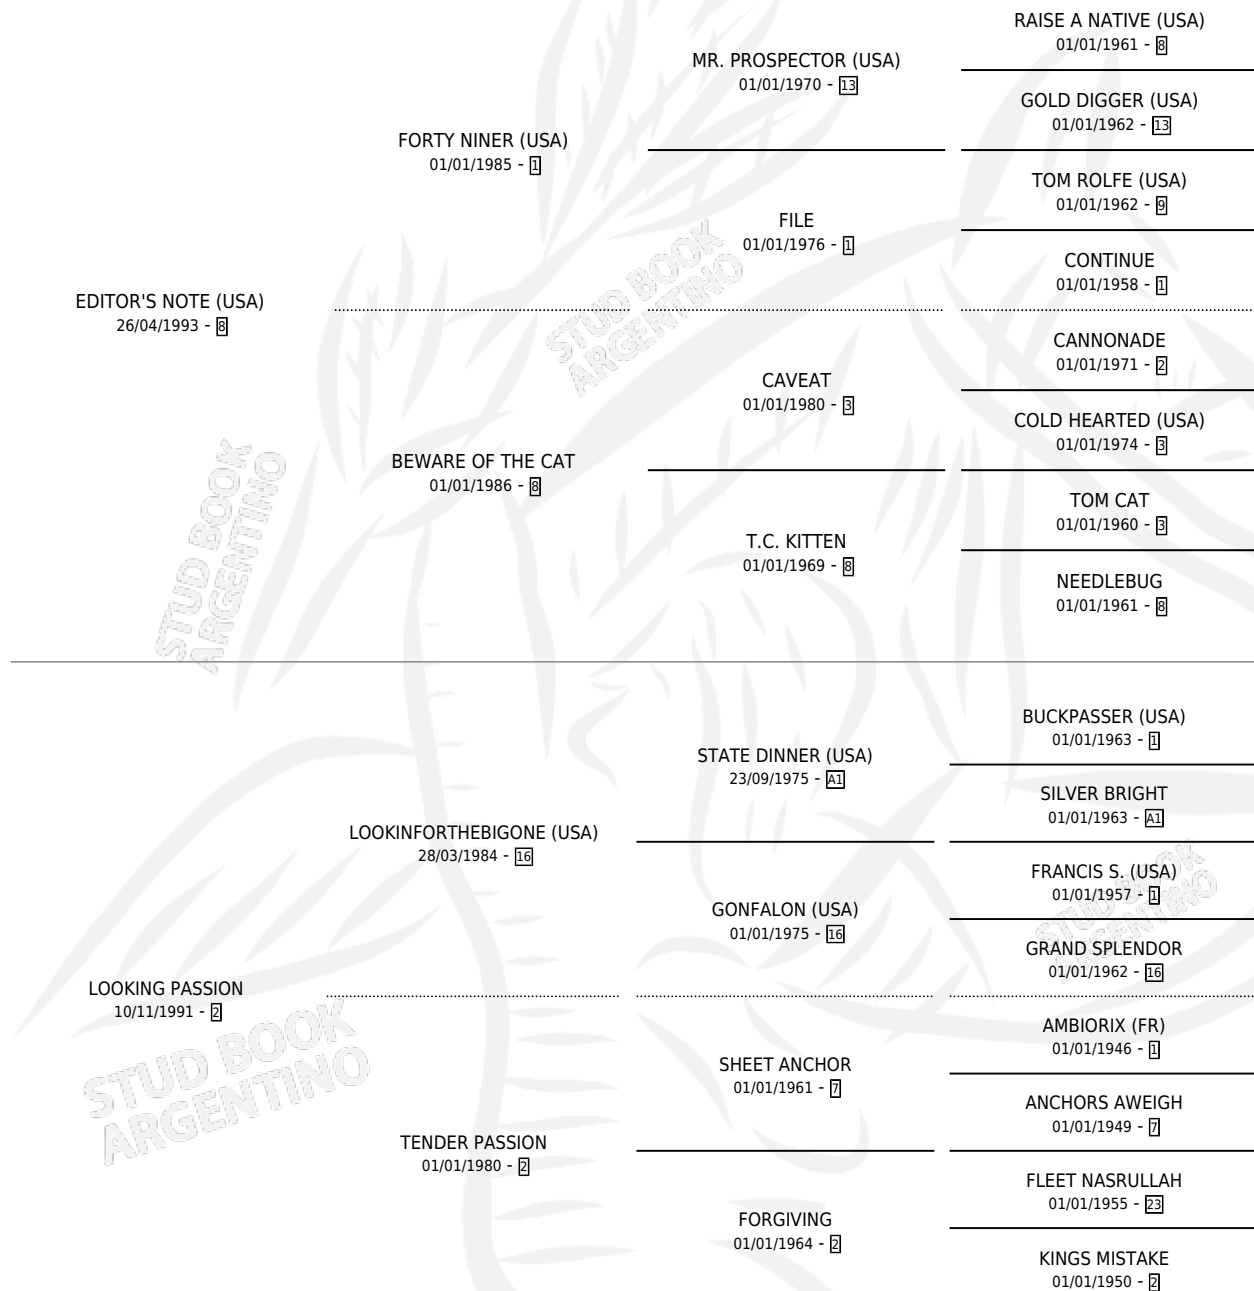 RAISE A NATIVE (USA)
01/01/1961 - 8
MR. PROSPECTOR (USA)
01/01/1970 - 13
GOLD DIGGER (USA)
01/01/1962 - 13
FORTY NINER (USA)
01/01/1985 - 1
TOM ROLFE (USA)
01/01/1962 - 9
FILE
01/01/1976 - 1
CONTINUE
01/01/1958 - 1
EDITOR'S NOTE (USA)
26/04/1993 - 8
CANNONADE
01/01/1971 - 2
CAVEAT
01/01/1980 - 3
COLD HEARTED (USA)
01/01/1974 - 3
BEWARE OF THE CAT
01/01/1986 - 8
TOM CAT
01/01/1960 - 3
T.C. KITTEN
01/01/1969 - 8
NEEDLEBUG
01/01/1961 - 8
BUCKPASSER (USA)
01/01/1963 - 1
STATE DINNER (USA)
23/09/1975 - A1
SILVER BRIGHT
01/01/1963 - A1
LOOKINFORTHEBIGONE (USA)
28/03/1984 - 16
FRANCIS S. (USA)
01/01/1957 - 1
GONFALON (USA)
01/01/1975 - 16
GRAND SPLENDOR
01/01/1962 - 16
LOOKING PASSION
10/11/1991 - 2
AMBIORIX (FR)
01/01/1946 - 1
SHEET ANCHOR
01/01/1961 - 7
ANCHORS AWEIGH
01/01/1949 - 7
TENDER PASSION
01/01/1980 - 2
FLEET NASRULLAH
01/01/1955 - 23
FORGIVING
01/01/1964 - 2
KINGS MISTAKE
01/01/1950 - 2
STUD BOOK
ARGENTINO
STUD BOOK
ARGENTINO
STUD BOOK
ARGENTINO
STUD BOOK
ARGENTINO